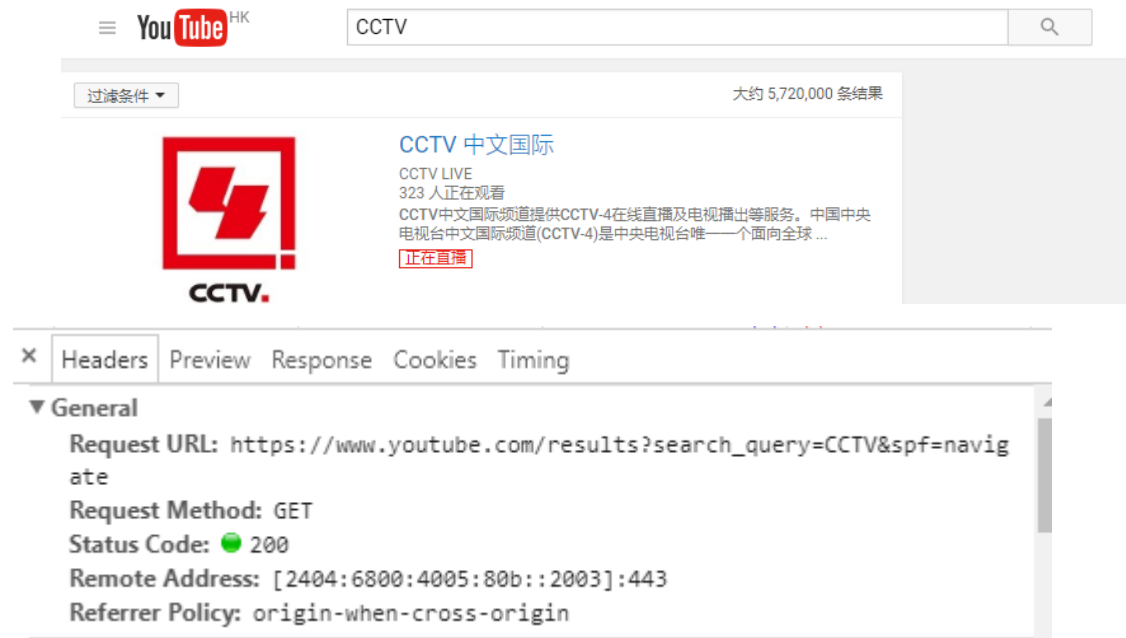 YouTube HK
CCTV
过滤条件
大约 5,720,000 条结果
CCTV.
CCTV 中文国际
CCTV LIVE
323 人正在观看
CCTV中文国际频道提供CCTV-4在线直播及电视播出等服务。中国中央
电视台中文国际频道(CCTV-4)是中央电视台唯一一个面向全球 ...
正在直播
× Headers Preview Response Cookies Timing
General
Request URL: https://www.youtube.com/results?search_query=CCTV&spf=navig
ate
Request Method: GET
Status Code: 200
Remote Address: [2404:6800:4005:80b::2003]:443
Referrer Policy: origin-when-cross-origin